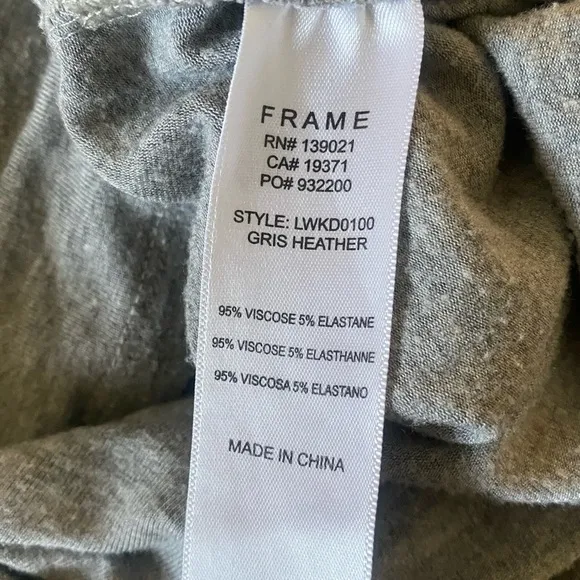 FRAME
RN# 139021
CA# 19371
PO# 932200
STYLE: LWKD0100
GRIS HEATHER
95% VISCOSE 5% ELASTANE
95% VISCOSE 5% ELASTHANNE
95% VISCOSA 5% ELASTANO
MADE IN CHINA